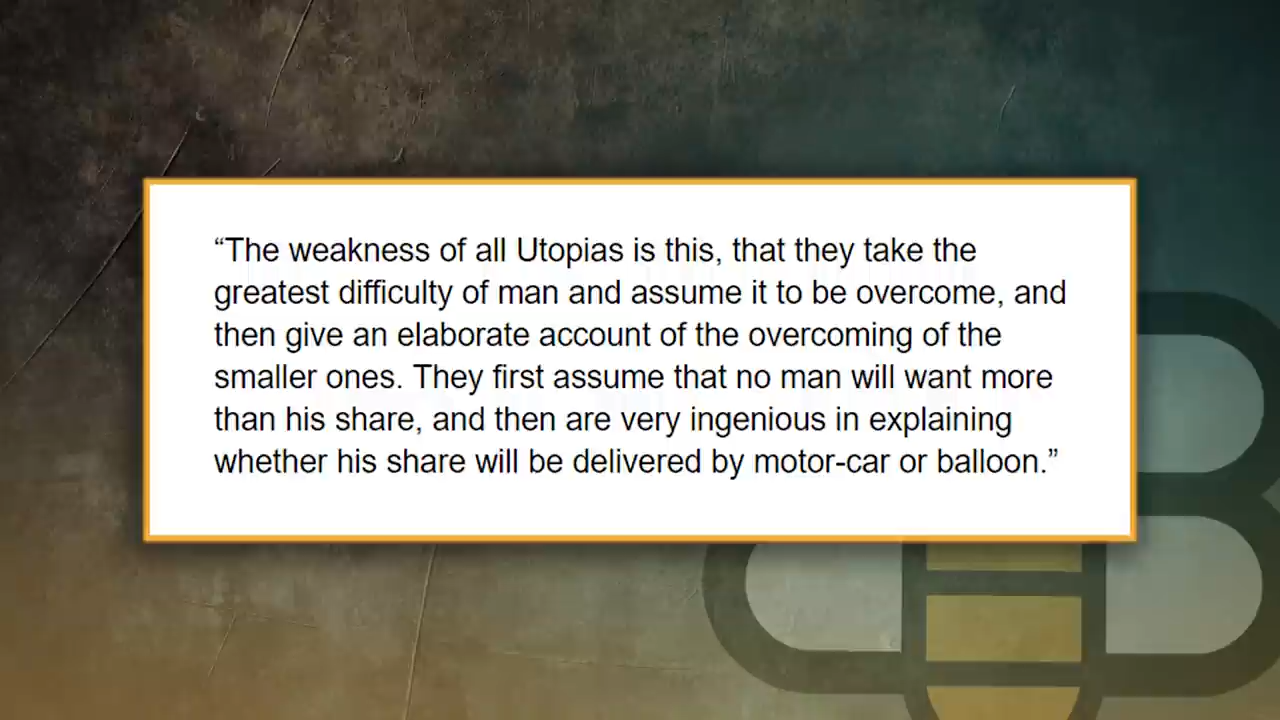 “The weakness of all Utopias is this, that they take the
greatest difficulty of man and assume it to be overcome, and
then give an elaborate account of the overcoming of the
smaller ones. They first assume that no man will want more
than his share, and then are very ingenious in explaining
whether his share will be delivered by motor-car or balloon.”